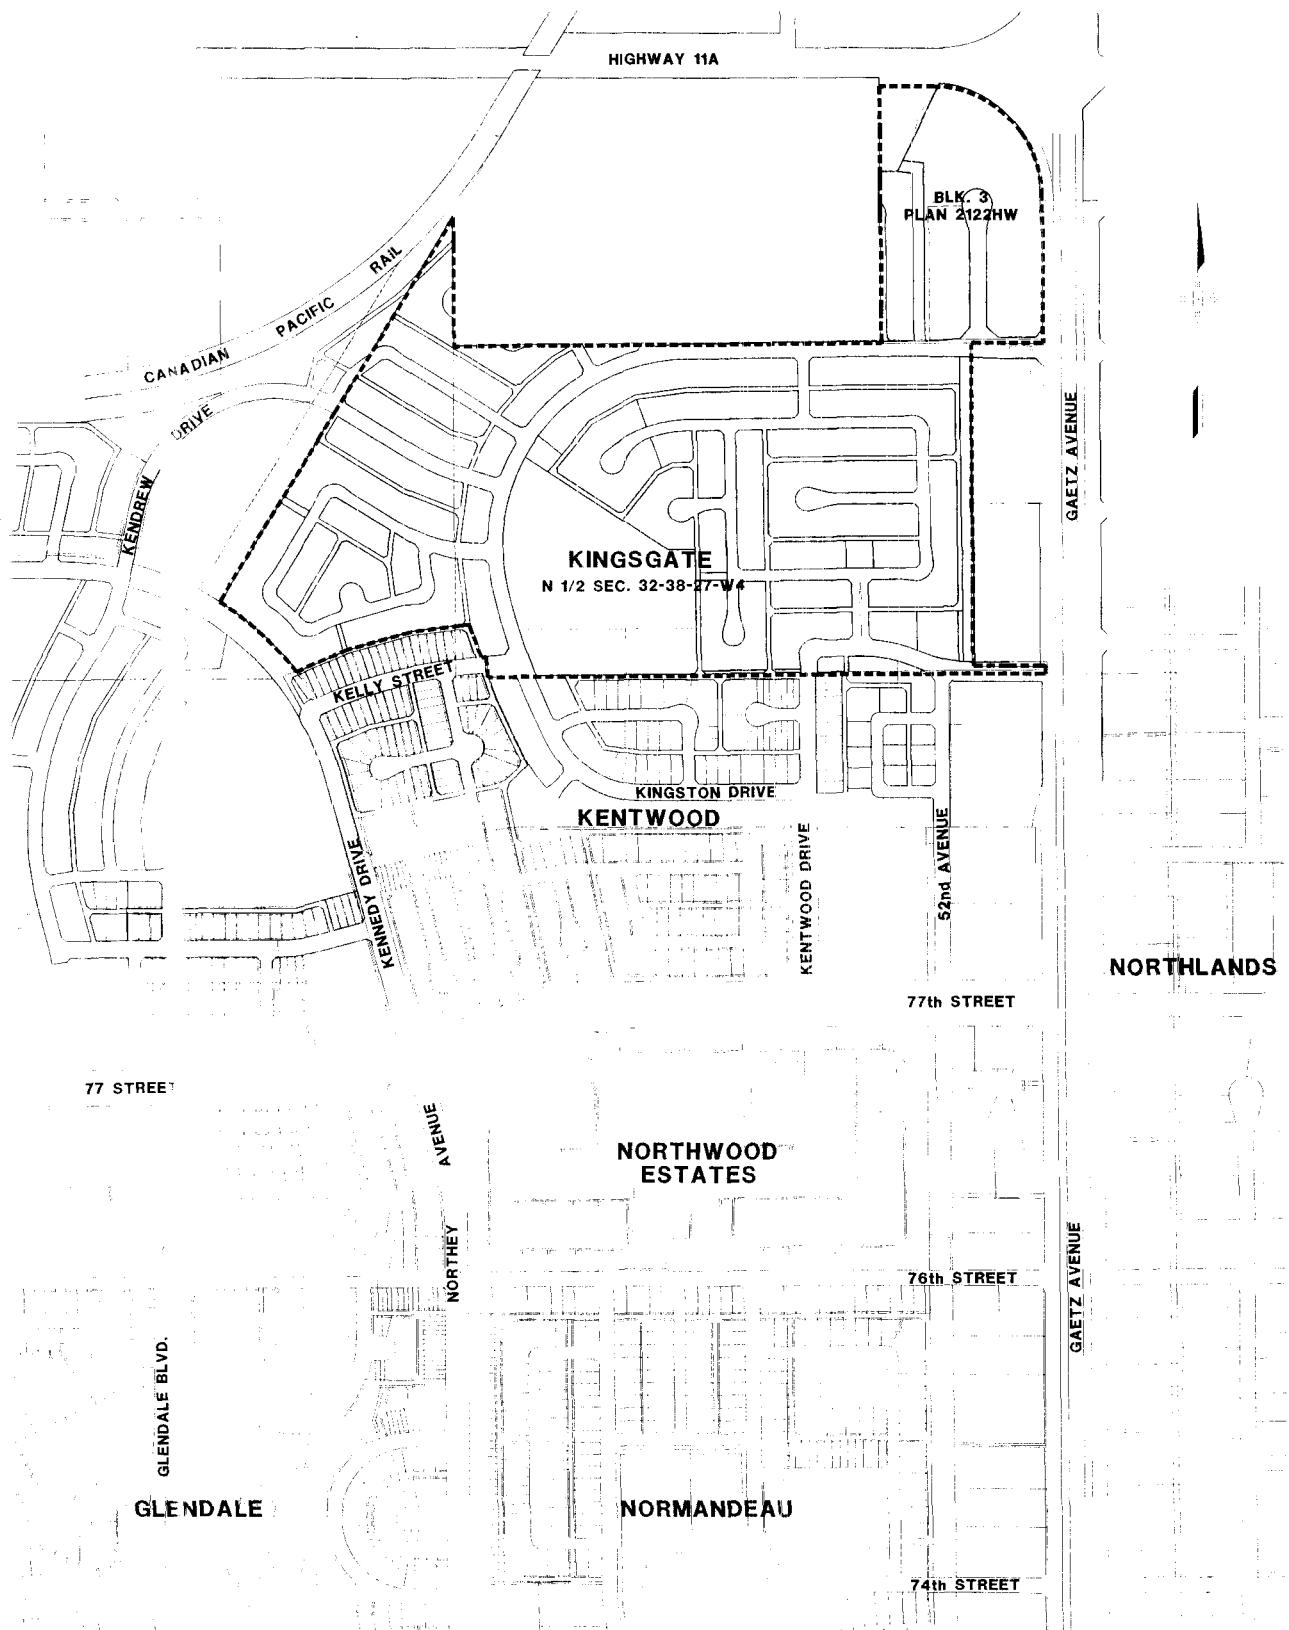 HIGHWAY 11A
BLK. 3
PLAN 2122HW
CANADIAN PACIFIC RAIL
KENDREW DRIVE
GAETZ AVENUE
KINGSGATE
N 1/2 SEC. 32-38-27-W4
KELLY STREET
KINGSTON DRIVE
KENTWOOD
KENNEDY DRIVE
KENTWOOD DRIVE
52nd AVENUE
NORTHLANDS
77th STREET
77 STREET
NORTHEY AVENUE
NORTHWOOD
ESTATES
76th STREET
GAETZ AVENUE
GLENDALE BLVD.
GLENDALE
NORMANDEAU
74th STREET